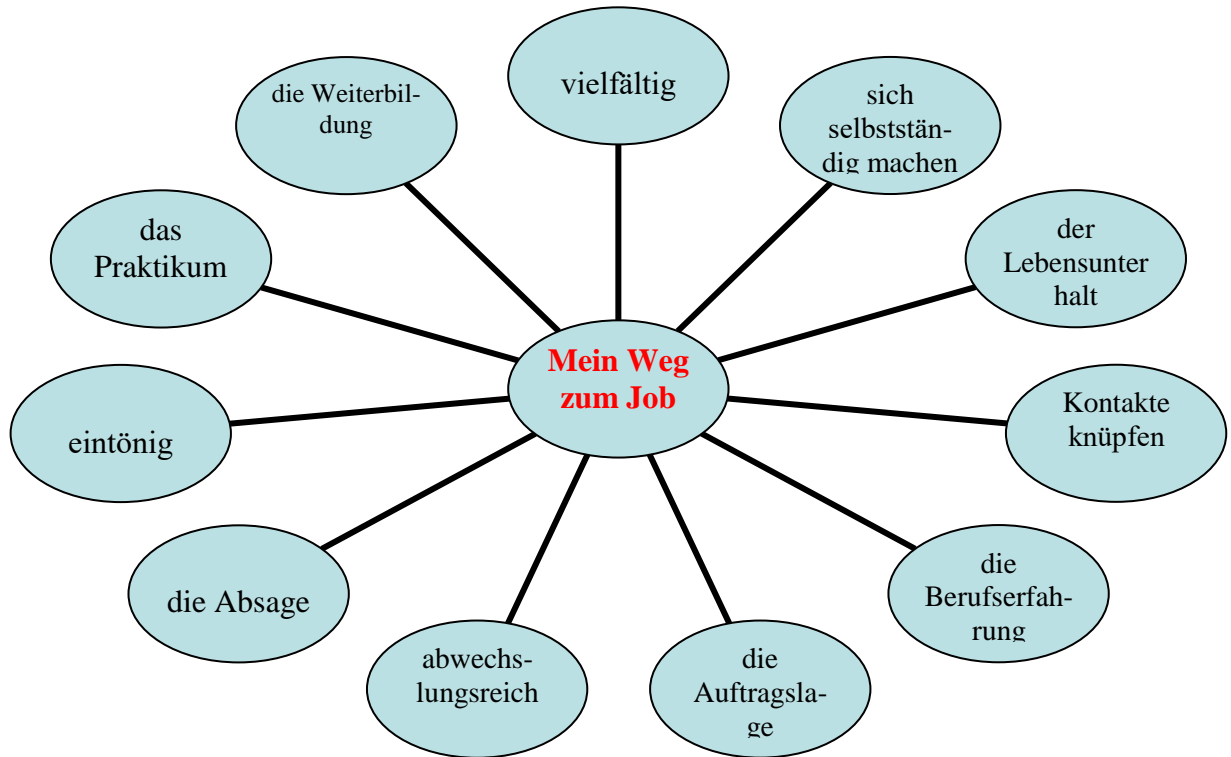 vielfältig
die Weiterbil-
dung
sich
selbststän-
dig machen
das
Praktikum
der
Lebensunter
halt
Mein Weg
zum Job
eintönig
Kontakte
knüpfen
die Absage
die
Berufserfah-
rung
abwechs-
lungsreich
die
Auftragsla-
ge